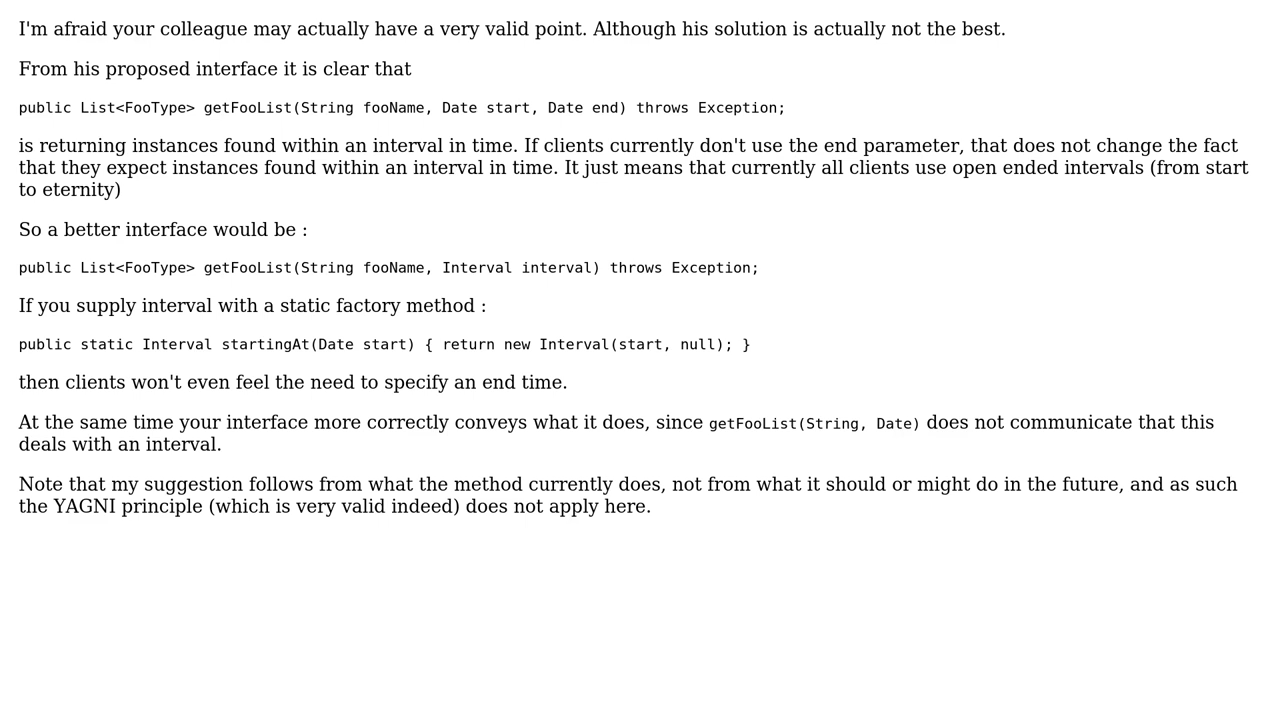 I'm afraid your colleague may actually have a very valid point. Although his solution is actually not the best.
From his proposed interface it is clear that
public List<FooType> getFooList(String fooName, Date start, Date end) throws Exception;
is returning instances found within an interval in time. If clients currently don't use the end parameter, that does not change the fact
that they expect instances found within an interval in time. It just means that currently all clients use open ended intervals (from start
to eternity)
So a better interface would be :
public List<FooType> getFooList(String fooName, Interval interval) throws Exception;
If you supply interval with a static factory method :
public static Interval startingAt(Date start) { return new Interval(start, null); }
then clients won't even feel the need to specify an end time.
At the same time your interface more correctly conveys what it does, since getFooList(String, Date) does not communicate that this
deals with an interval.
Note that my suggestion follows from what the method currently does, not from what it should or might do in the future, and as such
the YAGNI principle (which is very valid indeed) does not apply here.